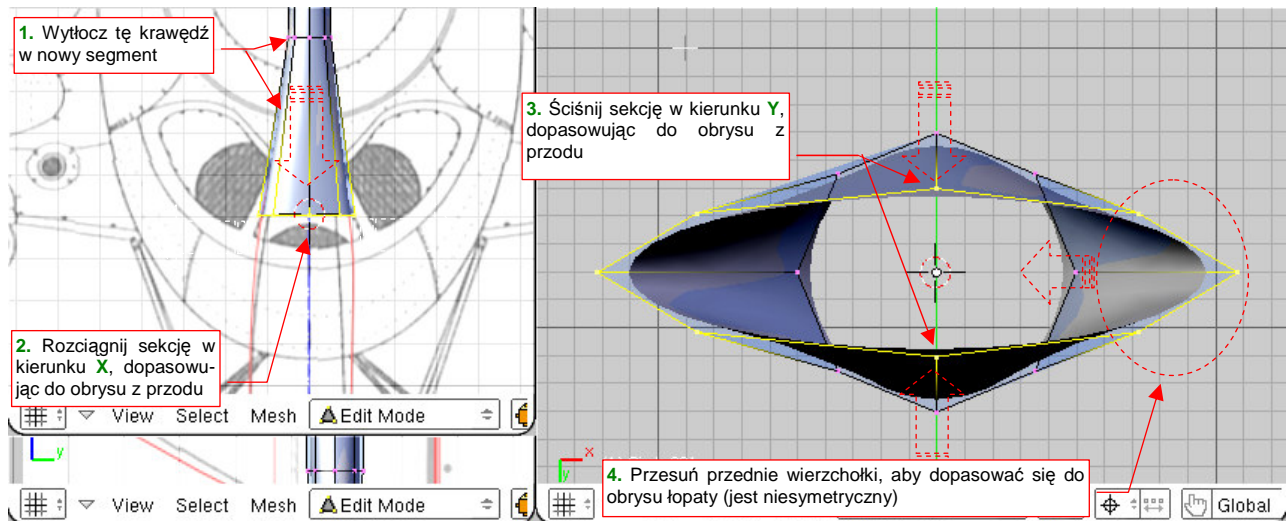 1. Wytłocz tę krawędź
w nowy segment
2. Rozciągnij sekcję w
kierunku X, dopasowu-
jąc do obrysu z przodu
View Select Mesh Edit Mode
y
View Select Mesh Edit Mode
3. Ściśnij sekcję w kierunku Y,
dopasowując do obrysu z
przodu
x
y
4. Przesuń przednie wierzchołki, aby dopasować się do
obrysu łopaty (jest niesymetryczny)
Global